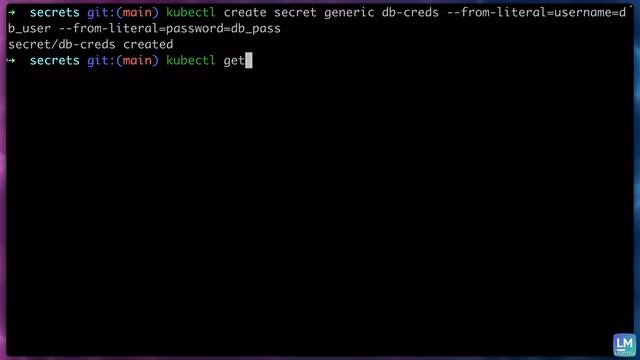 ➜  secrets git:(main) kubectl create secret generic db-creds --from-literal=username=d
b_user --from-literal=password=db_pass
secret/db-creds created
➜  secrets git:(main) kubectl get
LM